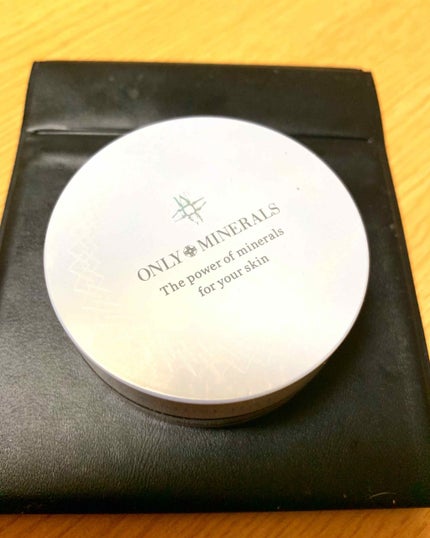 ONLY MINERALS
The power of minerals
for your skin